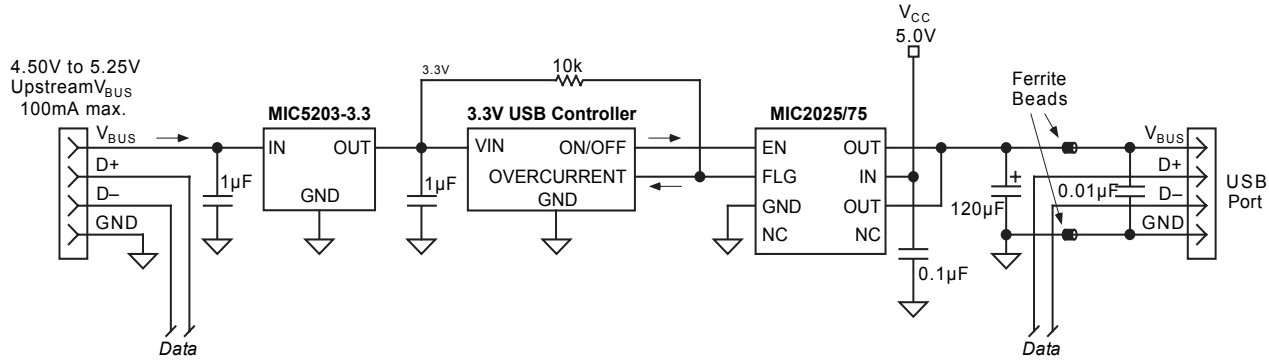 4.50V to 5.25V
UpstreamVBUS
100mA max.
VBUS
D+
D–
GND
1µF
Data
MIC5203-3.3
IN
OUT
GND
1µF
3.3V
10k
3.3V USB Controller
VIN
ON/OFF
OVERCURRENT
GND
MIC2025/75
EN
OUT
FLG
IN
GND
OUT
NC
NC
VCC
5.0V
0.1µF
120µF
+
Ferrite
Beads
0.01µF
VBUS
D+
D–
GND
USB
Port
Data